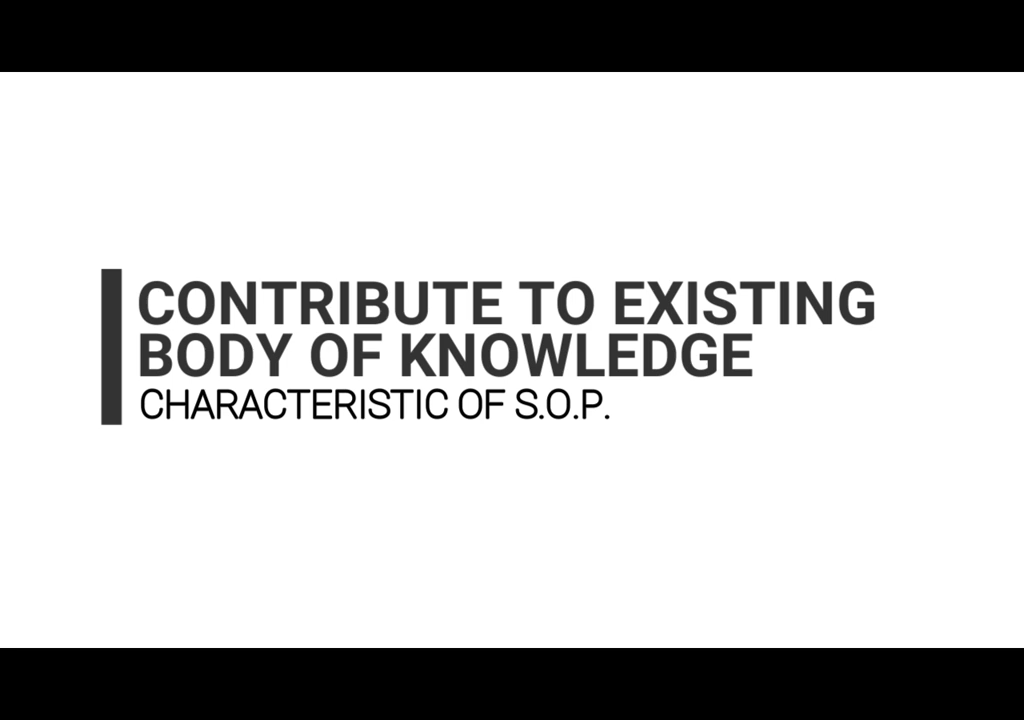 CONTRIBUTE TO EXISTING
BODY OF KNOWLEDGE
CHARACTERISTIC OF S.O.P.